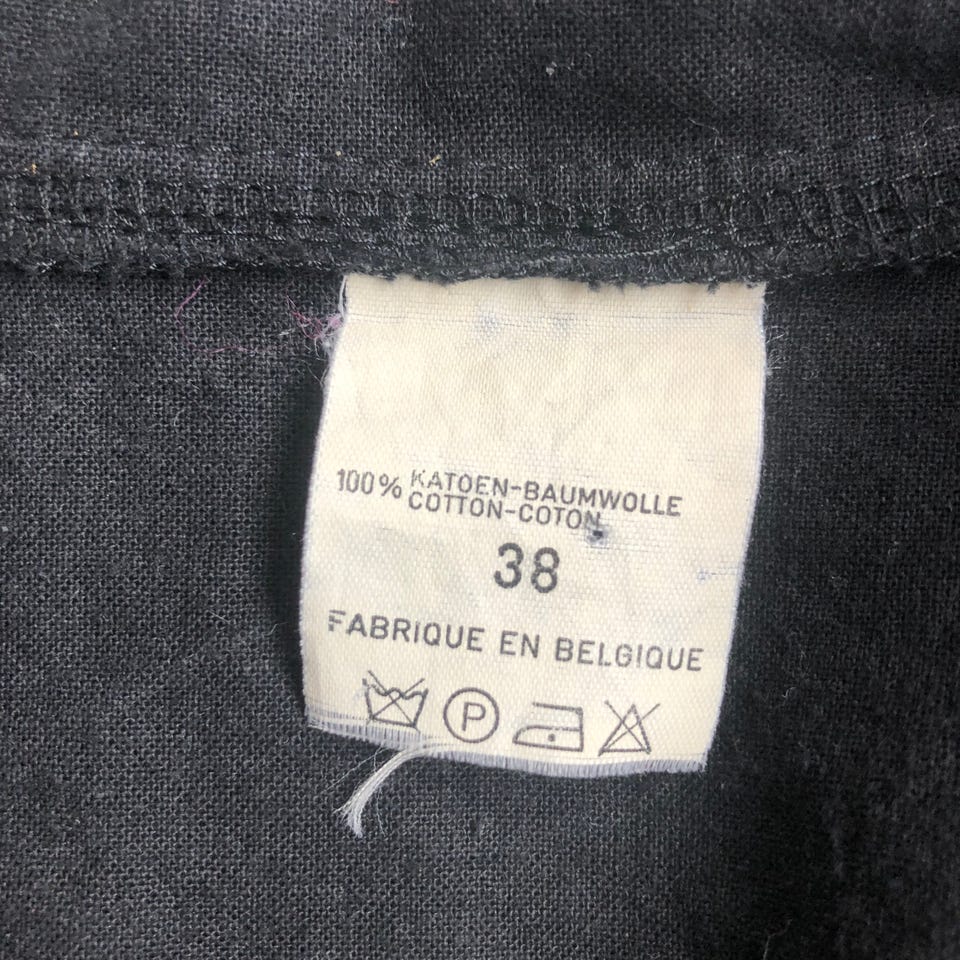 100% KATOEN-BAUMWOLLE
COTTON-COTON
38
FABRIQUE EN BELGIQUE
P